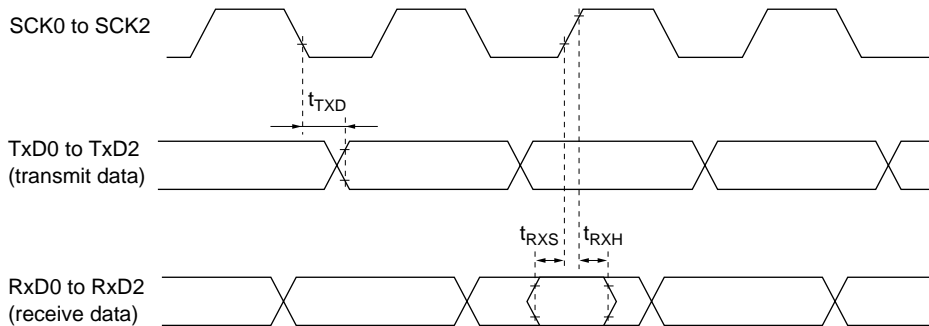 SCK0 to SCK2
tTXD
TxD0 to TxD2
(transmit data)
tRXS
tRXH
RxD0 to RxD2
(receive data)